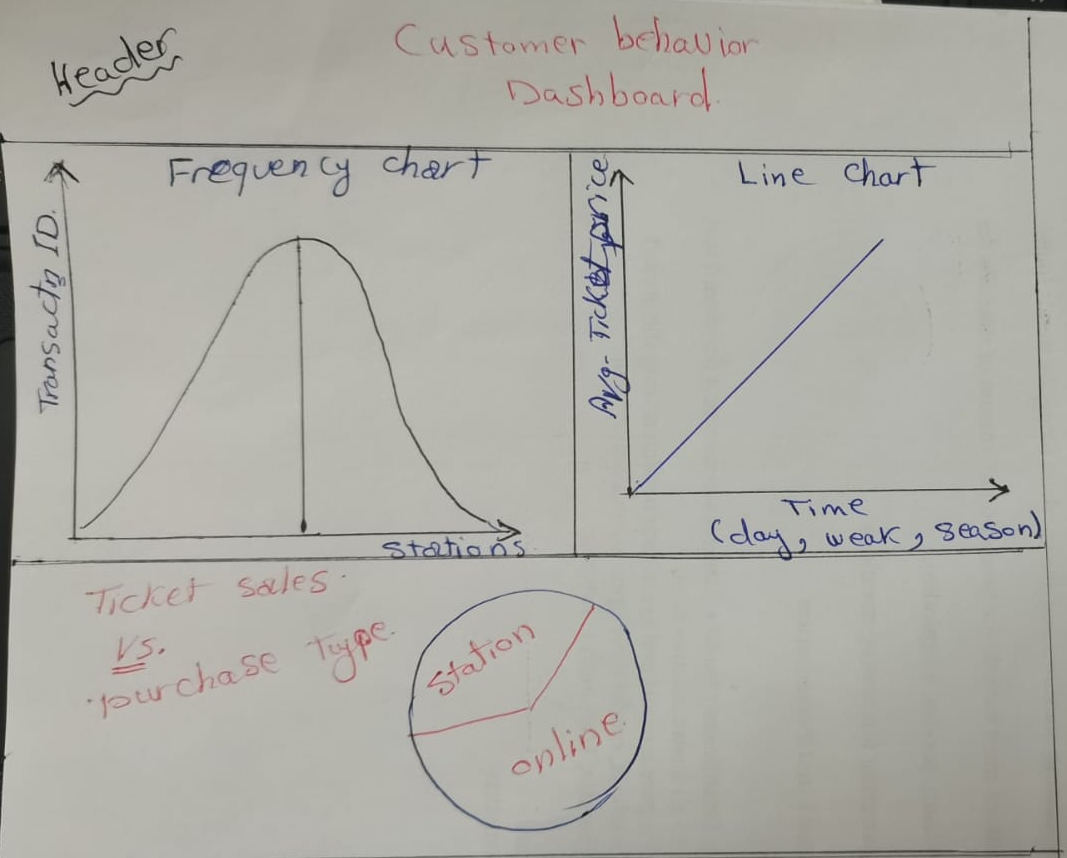 Header
Customer behavior
Dashboard.
Frequency chart
Transactn ID.
Stations
Line chart
Avg. Ticket price
Time
(day, weak, season)
Ticket sales.
Vs.
purchase Type.
Station
online.